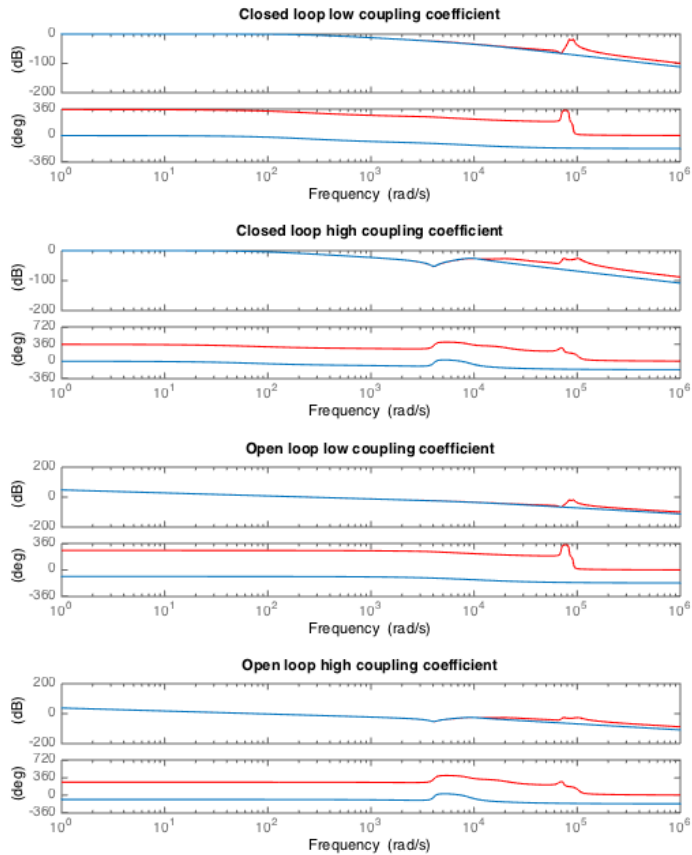 Closed loop low coupling coefficient
0
-100
-200
(dB)
360
0
-360
(deg)
10^0 10^1 10^2 10^3 10^4 10^5 10^6
Frequency (rad/s)
Closed loop high coupling coefficient
0
-100
-200
(dB)
720
360
0
-360
(deg)
10^0 10^1 10^2 10^3 10^4 10^5 10^6
Frequency (rad/s)
Open loop low coupling coefficient
200
0
-200
(dB)
360
0
-360
(deg)
10^0 10^1 10^2 10^3 10^4 10^5 10^6
Frequency (rad/s)
Open loop high coupling coefficient
200
0
-200
(dB)
720
360
0
-360
(deg)
10^0 10^1 10^2 10^3 10^4 10^5 10^6
Frequency (rad/s)